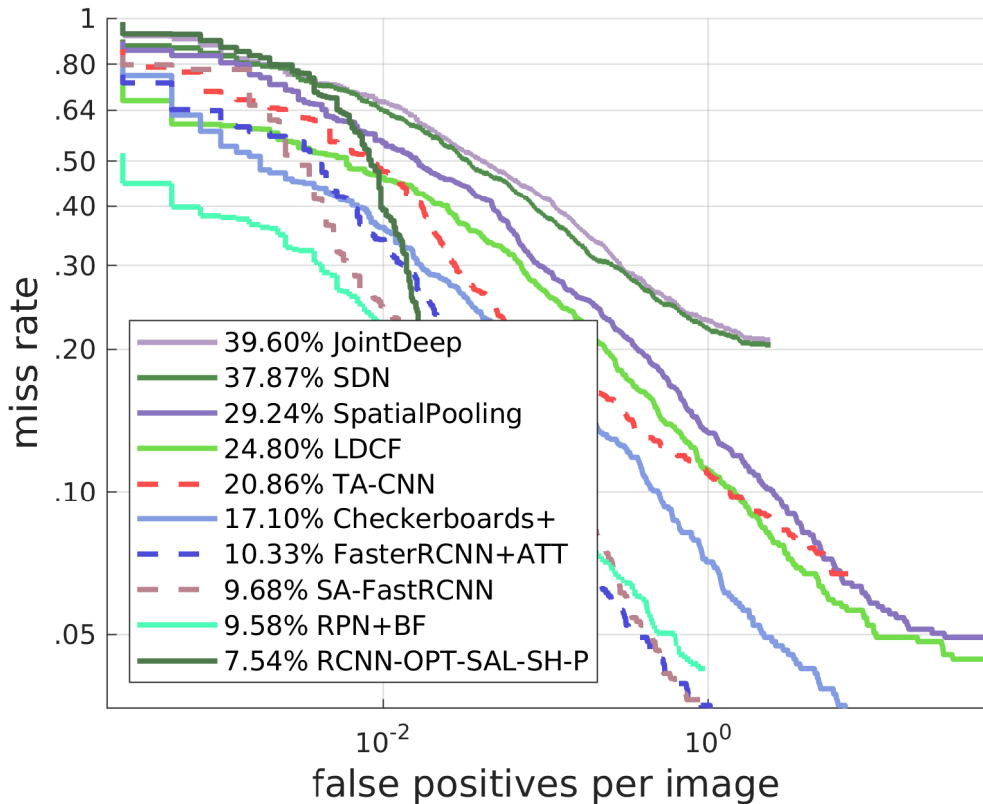 1
.80
.64
.50
.40
.30
.20
.10
.05
miss rate
39.60% JointDeep
37.87% SDN
29.24% SpatialPooling
24.80% LDCF
20.86% TA-CNN
17.10% Checkerboards+
10.33% FasterRCNN+ATT
9.68% SA-FastRCNN
9.58% RPN+BF
7.54% RCNN-OPT-SAL-SH-P
10^-2 10^0
false positives per image